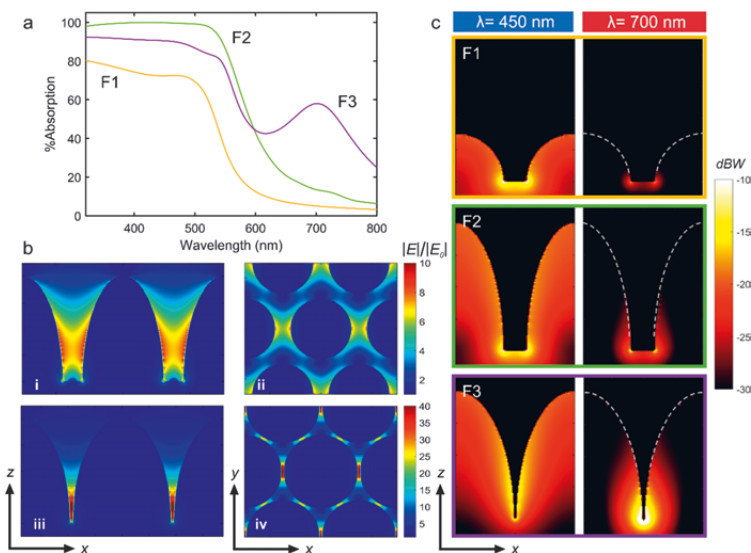 a
100
80
60
40
20
0
%Absorption
400
500
600
700
800
Wavelength (nm)
F1
F2
F3
b
|E|/|E₀|
10
8
6
4
2
i
ii
40
35
30
25
20
15
10
5
iii
iv
z
x
y
x
c
λ= 450 nm
λ= 700 nm
F1
F2
F3
dBW
-10
-15
-20
-25
-30
z
x